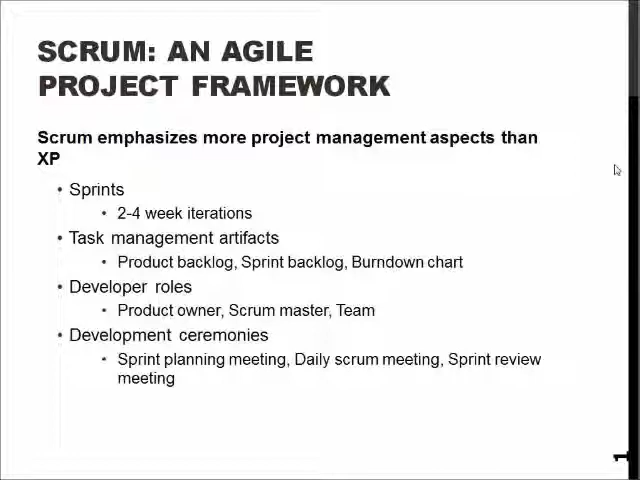 SCRUM: AN AGILE
PROJECT FRAMEWORK
Scrum emphasizes more project management aspects than
XP
• Sprints
• 2-4 week iterations
• Task management artifacts
• Product backlog, Sprint backlog, Burndown chart
• Developer roles
• Product owner, Scrum master, Team
• Development ceremonies
• Sprint planning meeting, Daily scrum meeting, Sprint review
meeting
1